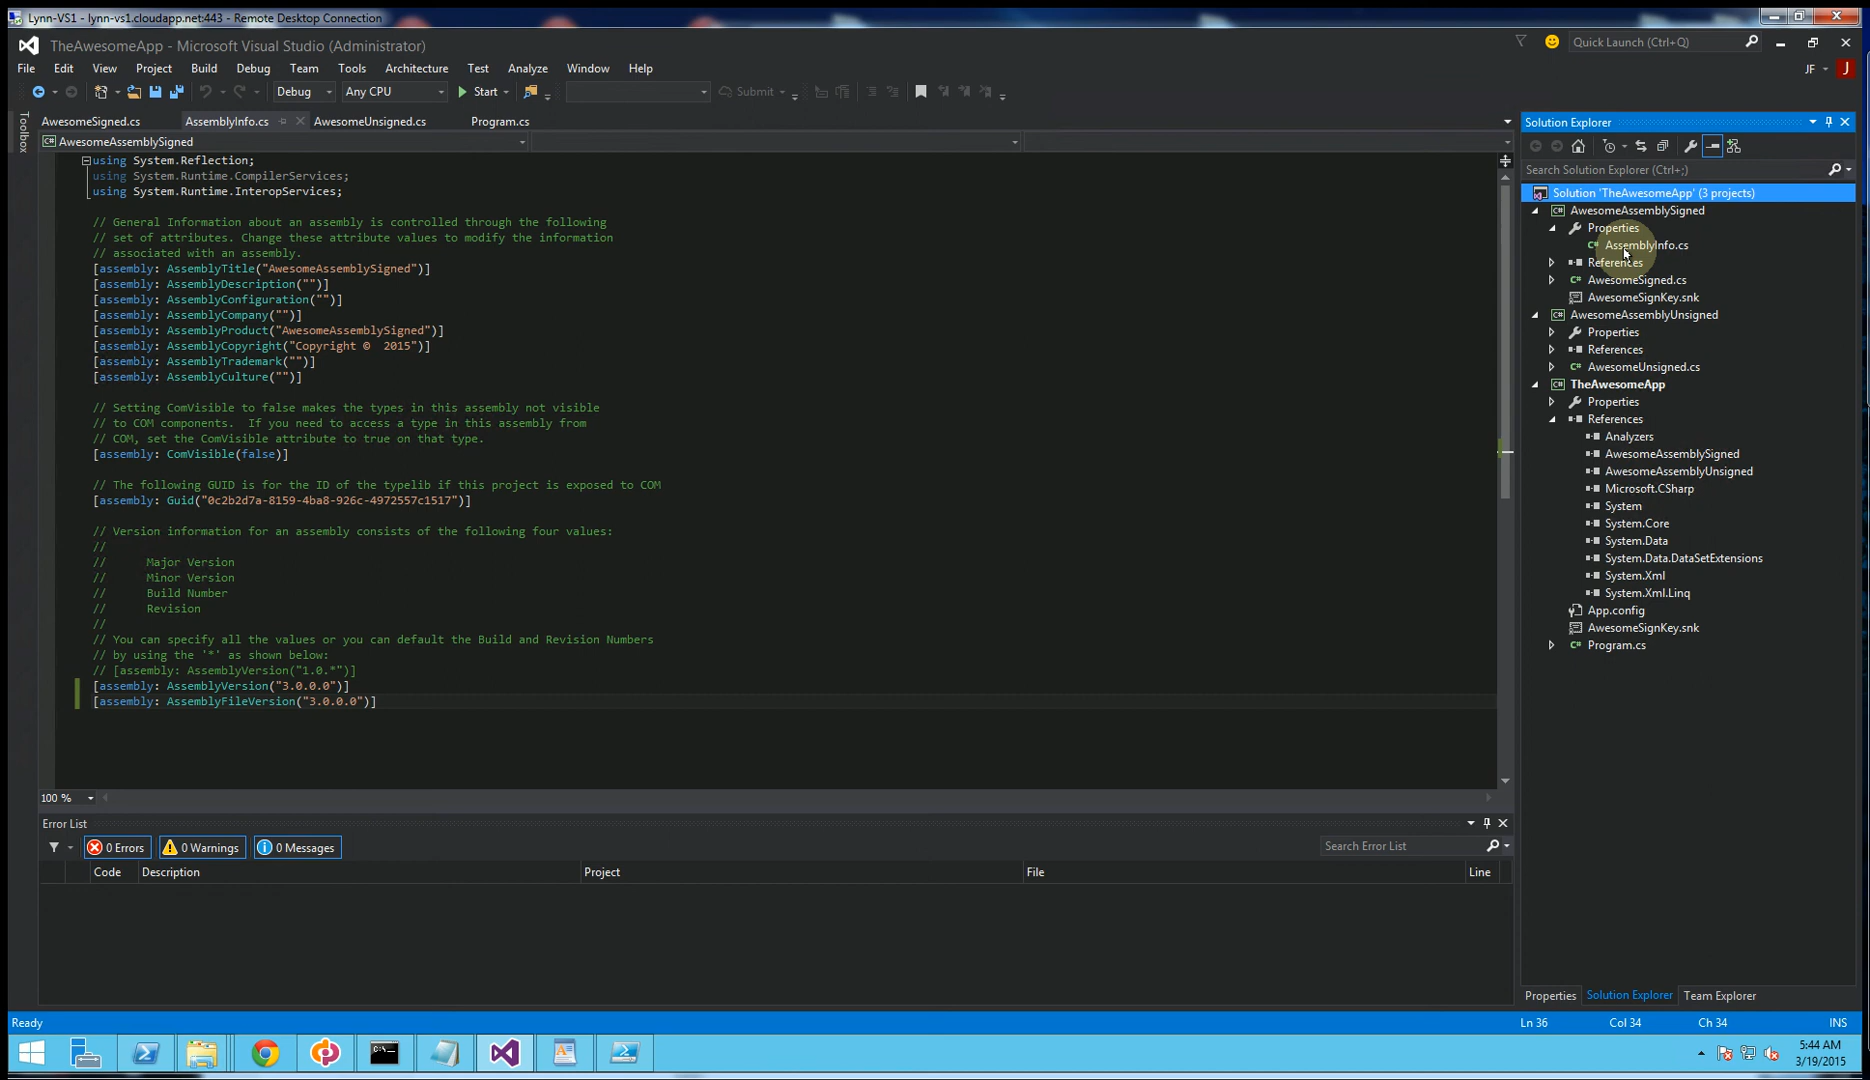 Lynn-VS1 - lynn-vs1.cloudapp.net:443 - Remote Desktop Connection
TheAwesomeApp - Microsoft Visual Studio (Administrator)
Quick Launch (Ctrl+Q)
File Edit View Project Build Debug Team Tools Architecture Test Analyze Window Help
JF J
Debug Any CPU Start Submit
Toolbox
AwesomeSigned.cs AssemblyInfo.cs AwesomeUnsigned.cs Program.cs
AwesomeAssemblySigned
using System.Reflection;
using System.Runtime.CompilerServices;
using System.Runtime.InteropServices;
// General Information about an assembly is controlled through the following
// set of attributes. Change these attribute values to modify the information
// associated with an assembly.
[assembly: AssemblyTitle("AwesomeAssemblySigned")]
[assembly: AssemblyDescription("")]
[assembly: AssemblyConfiguration("")]
[assembly: AssemblyCompany("")]
[assembly: AssemblyProduct("AwesomeAssemblySigned")]
[assembly: AssemblyCopyright("Copyright ©  2015")]
[assembly: AssemblyTrademark("")]
[assembly: AssemblyCulture("")]
// Setting ComVisible to false makes the types in this assembly not visible
// to COM components.  If you need to access a type in this assembly from
// COM, set the ComVisible attribute to true on that type.
[assembly: ComVisible(false)]
// The following GUID is for the ID of the typelib if this project is exposed to COM
[assembly: Guid("0c2b2d7a-8159-4ba8-926c-4972557c1517")]
// Version information for an assembly consists of the following four values:
//
//      Major Version
//      Minor Version
//      Build Number
//      Revision
//
// You can specify all the values or you can default the Build and Revision Numbers
// by using the '*' as shown below:
// [assembly: AssemblyVersion("1.0.*")]
[assembly: AssemblyVersion("3.0.0.0")]
[assembly: AssemblyFileVersion("3.0.0.0")]
100 %
Solution Explorer
Search Solution Explorer (Ctrl+;)
Solution 'TheAwesomeApp' (3 projects)
AwesomeAssemblySigned
Properties
C# AssemblyInfo.cs
References
C# AwesomeSigned.cs
AwesomeSignKey.snk
AwesomeAssemblyUnsigned
Properties
References
C# AwesomeUnsigned.cs
TheAwesomeApp
Properties
References
Analyzers
AwesomeAssemblySigned
AwesomeAssemblyUnsigned
Microsoft.CSharp
System
System.Core
System.Data
System.Data.DataSetExtensions
System.Xml
System.Xml.Linq
App.config
AwesomeSignKey.snk
C# Program.cs
Error List
0 Errors 0 Warnings 0 Messages
Search Error List
Code Description Project File Line
Properties Solution Explorer Team Explorer
Ready Ln 36 Col 34 Ch 34 INS
5:44 AM
3/19/2015